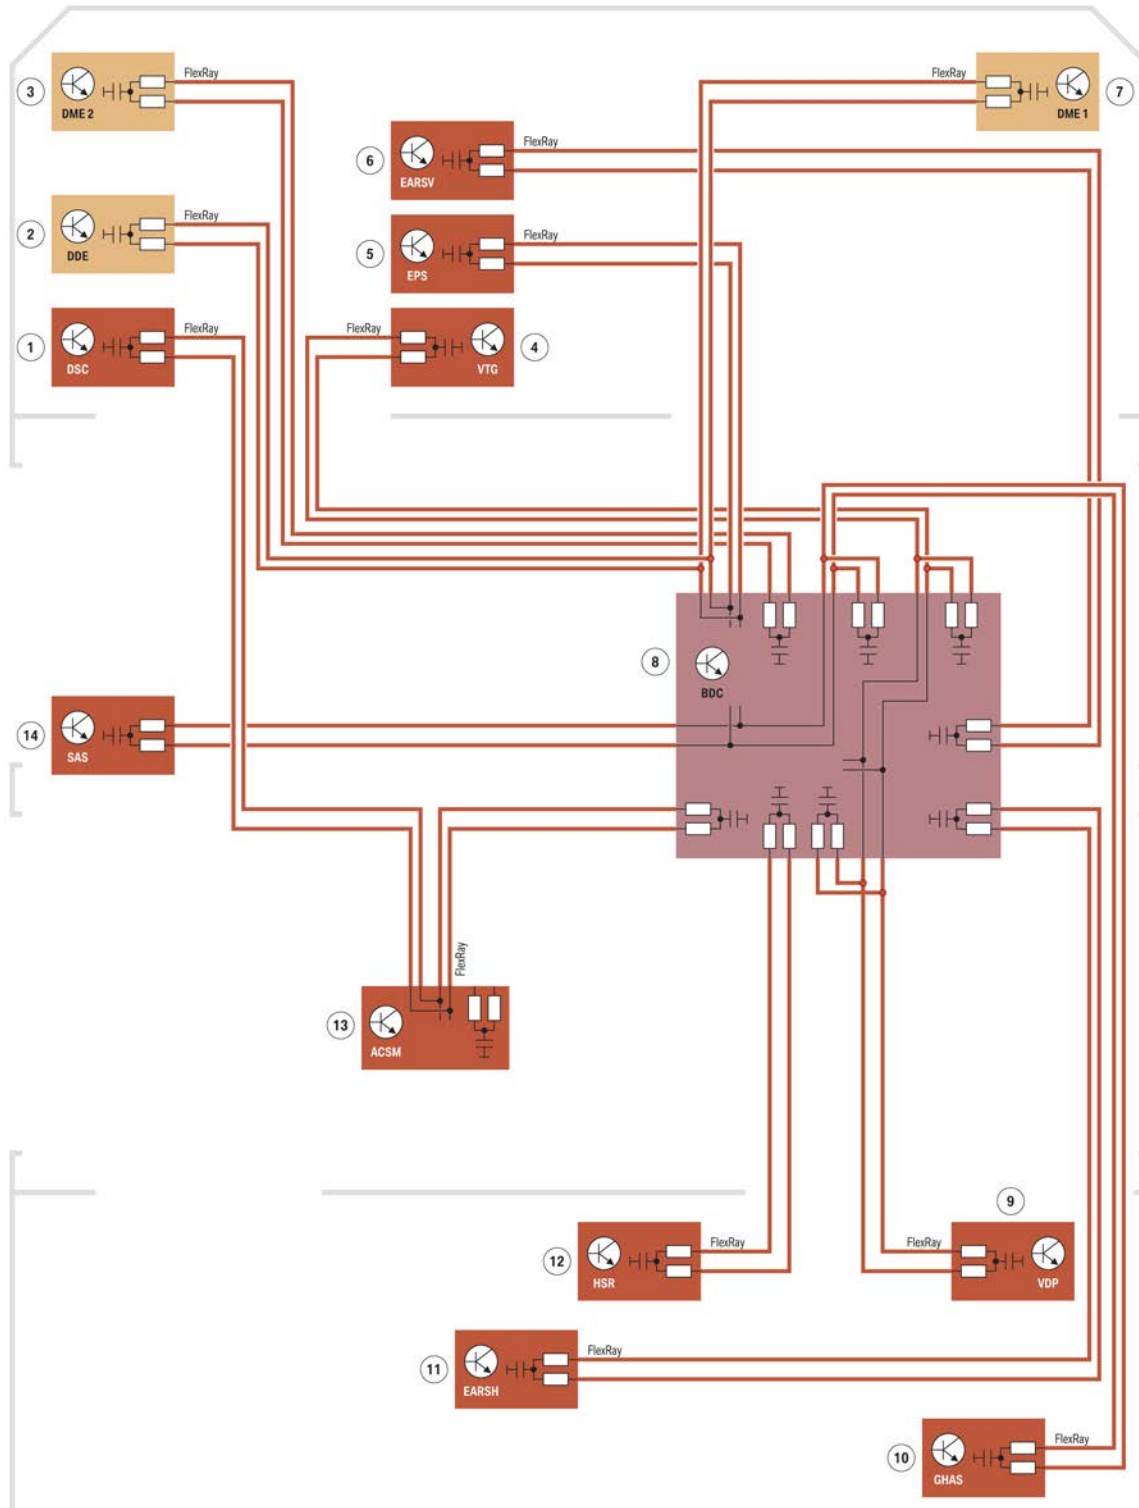 FlexRay
3
DME 2
FlexRay
7
DME 1
FlexRay
6
EARSV
FlexRay
2
DDE
FlexRay
5
EPS
FlexRay
1
DSC
FlexRay
4
VTG
8
BDC
14
SAS
FlexRay
13
ACSM
9
FlexRay
12
HSR
FlexRay
VDP
FlexRay
11
EARSH
FlexRay
10
GHAS